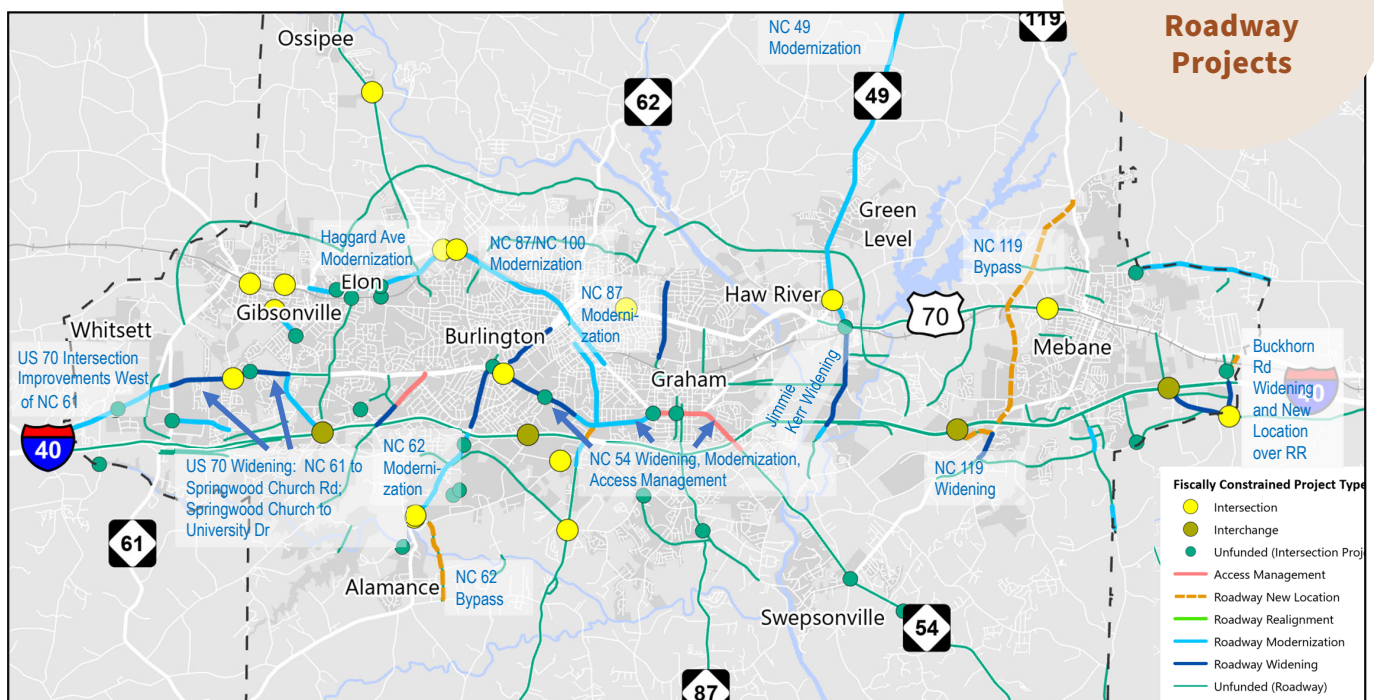 Roadway
Projects
119
Ossipee
NC 49
Modernization
62
49
Green
Level
Haggard Ave
Modernization
NC 87/NC 100
Modernization
NC 119
Bypass
Elon
NC 87
Moderni-
zation
Haw River
70
Gibsonville
Whitsett
Burlington
Mebane
US 70 Intersection
Improvements West
of NC 61
Graham
Jimmie
Kerr Widening
Buckhorn
Rd
Widening
and New
Location
over RR
40
40
NC 62
Moderni-
zation
NC 54 Widening, Modernization,
Access Management
NC 119
Widening
US 70 Widening: NC 61 to
Springwood Church Rd;
Springwood Church to
University Dr
61
Alamance
NC 62
Bypass
Swepsonville
54
87
Fiscally Constrained Project Type
Intersection
Interchange
Unfunded (Intersection Proje
Access Management
Roadway New Location
Roadway Realignment
Roadway Modernization
Roadway Widening
Unfunded (Roadway)